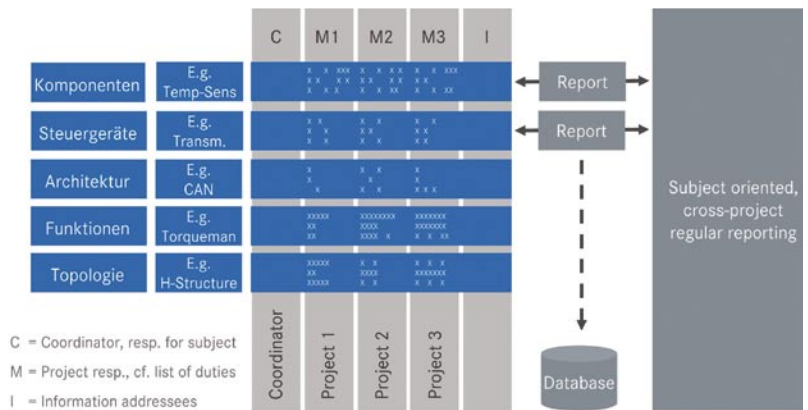 C M1 M2 M3 I
Komponenten
E.g.
Temp-Sens
Report
Steuergeräte
E.g.
Transm.
Report
Architektur
E.g.
CAN
Funktionen
E.g.
Torqueman
Topologie
E.g.
H-Structure
Subject oriented,
cross-project
regular reporting
C = Coordinator, resp. for subject
M = Project resp., cf. list of duties
I = Information addressees
Coordinator
Project 1
Project 2
Project 3
Database